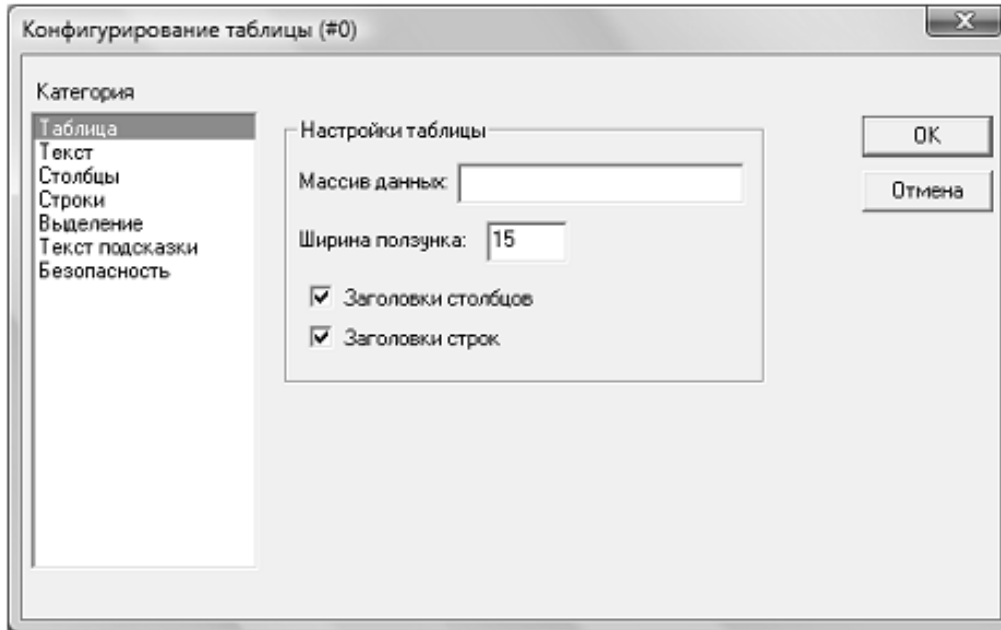 Конфигурирование таблицы (#0)
Категория
Таблица
Текст
Столбцы
Строки
Выделение
Текст подсказки
Безопасность
Настройки таблицы
Массив данных:
Ширина ползунка: 15
Заголовки столбцов
Заголовки строк
OK
Отмена